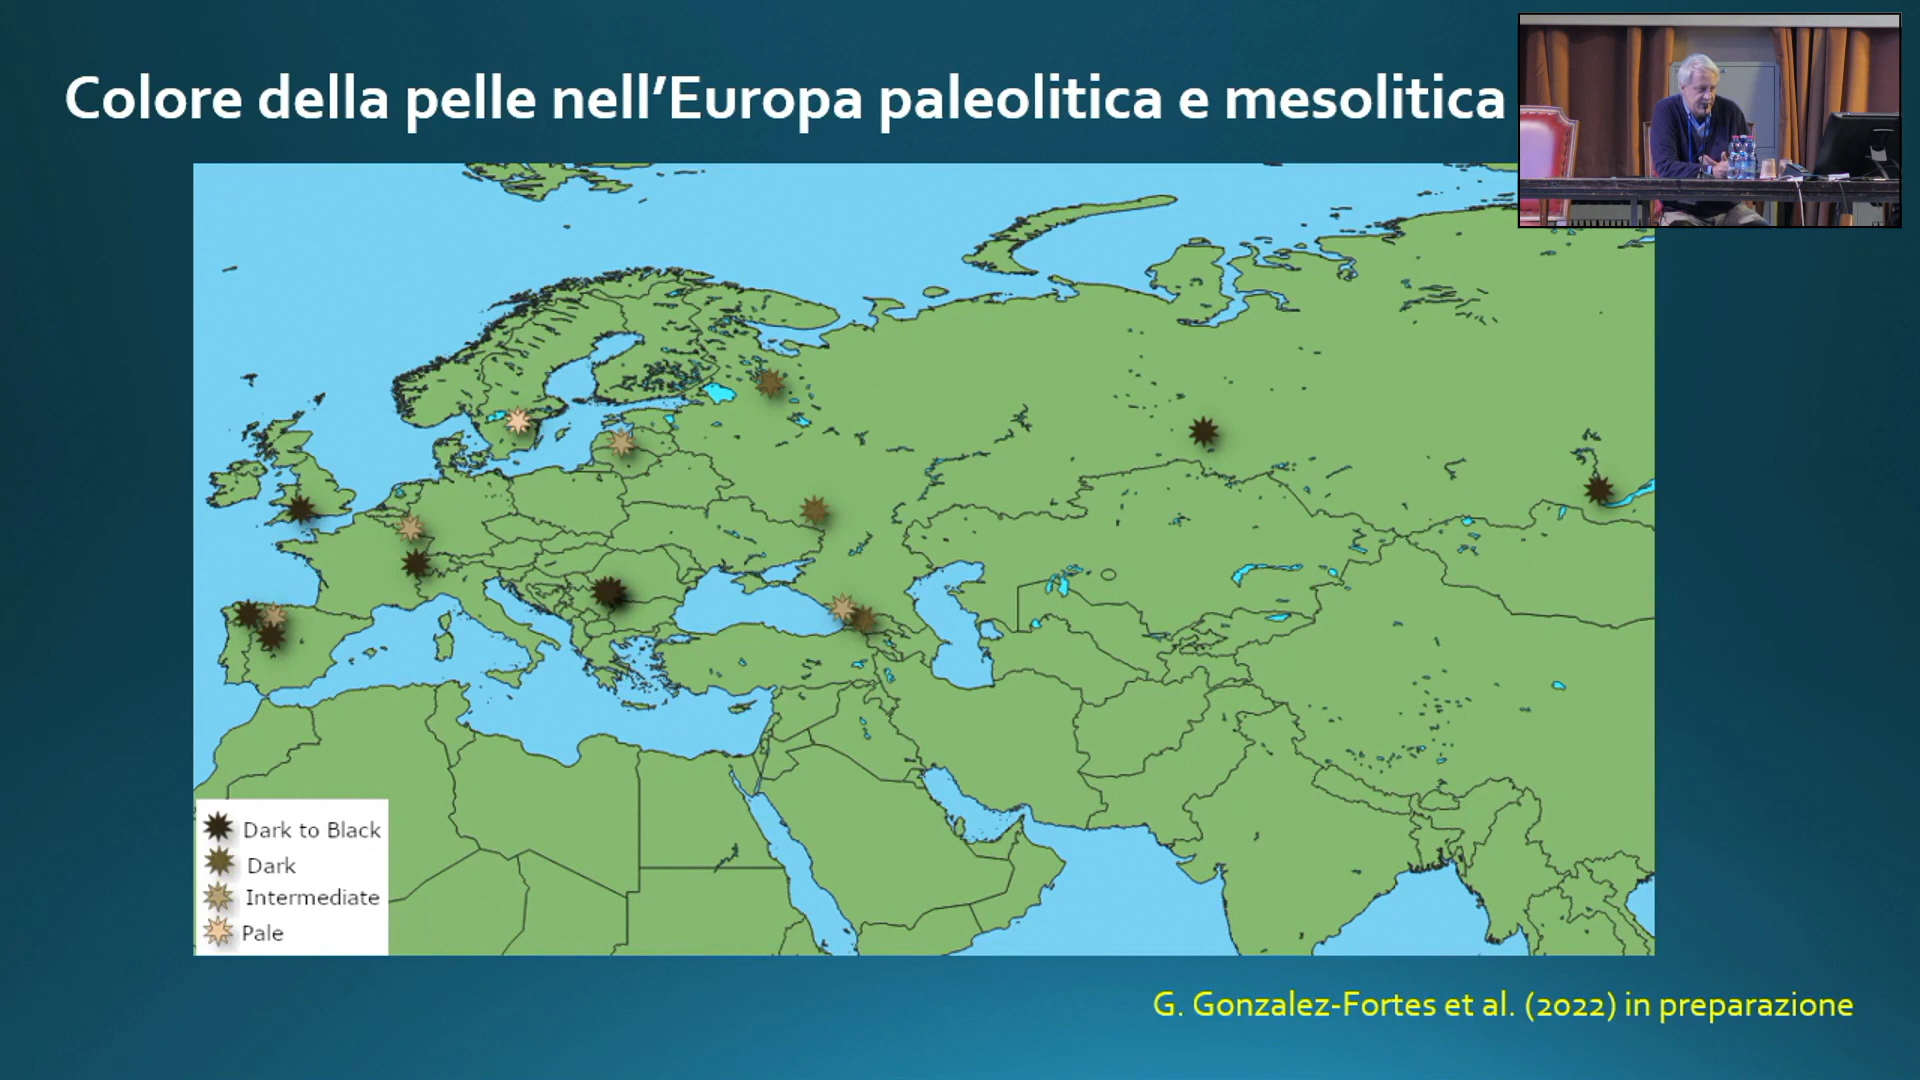 Colore della pelle nell'Europa paleolitica e mesolitica
Dark to Black
Dark
Intermediate
Pale
G. Gonzalez-Fortes et al. (2022) in preparazione